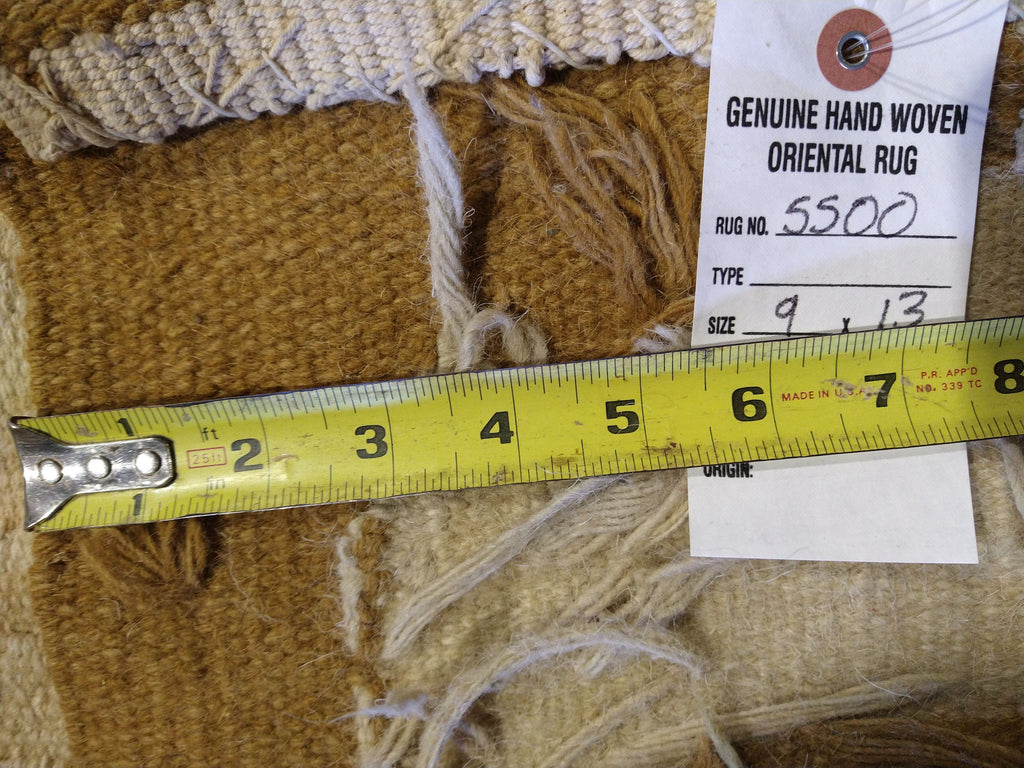 GENUINE HAND WOVEN
ORIENTAL RUG
RUG NO. 5500
TYPE
SIZE 9 x 13
1 ft 2 3 4 5 6 MADE IN U.S.A. 7 P.R. APP'D 8
NO. 339 TC
25ft
in
1
ORIGIN: